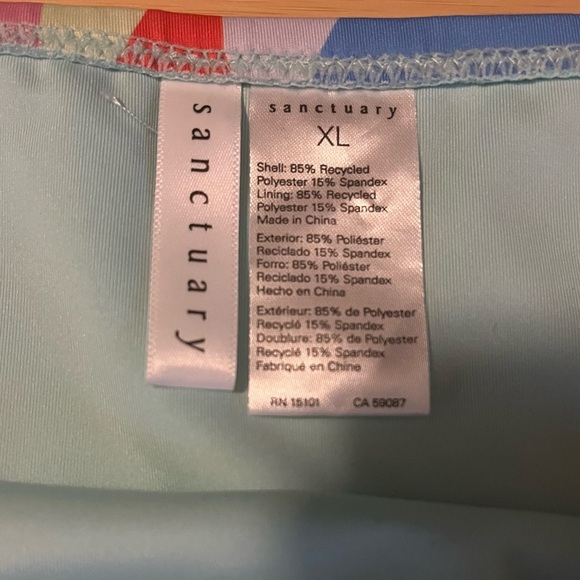 sanctuary
sanctuary
XL
Shell: 85% Recycled
Polyester 15% Spandex
Lining: 85% Recycled
Polyester 15% Spandex
Made in China
Exterior: 85% Poliéster
Reciclado 15% Spandex
Forro: 85% Poliéster
Reciclado 15% Spandex
Hecho en China
Extérieur: 85% de Polyester
Recyclé 15% Spandex
Doublure: 85% de Polyester
Recyclé 15% Spandex
Fabriqué en Chine
RN 15101 CA 59087